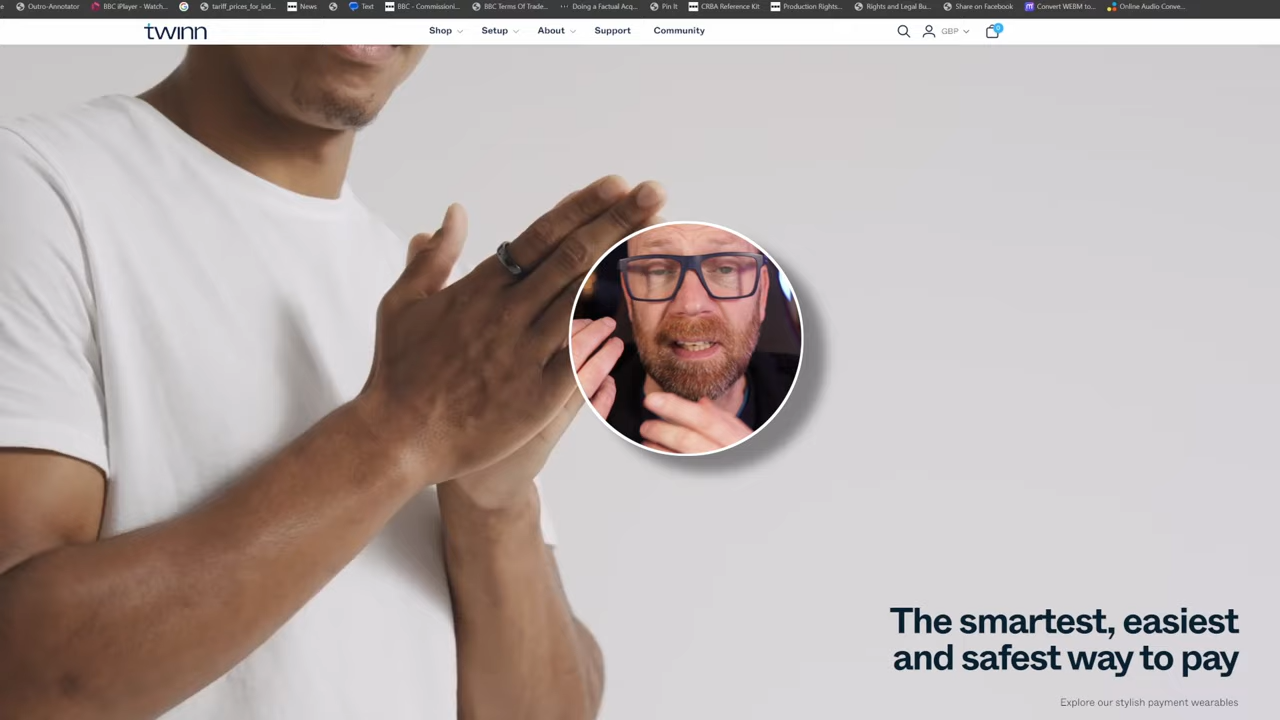 Outro-Annotator BBC iPlayer - Watch... tariff_prices_for_ind... News Text BBC - Commissioni... BBC Terms Of Trade... Doing a Factual Acq... Pin It CRBA Reference Kit Production Rights... Rights and Legal Bu... Share on Facebook Convert WEBM to... Online Audio Conve...
twinn Shop Setup About Support Community GBP 0
The smartest, easiest
and safest way to pay
Explore our stylish payment wearables